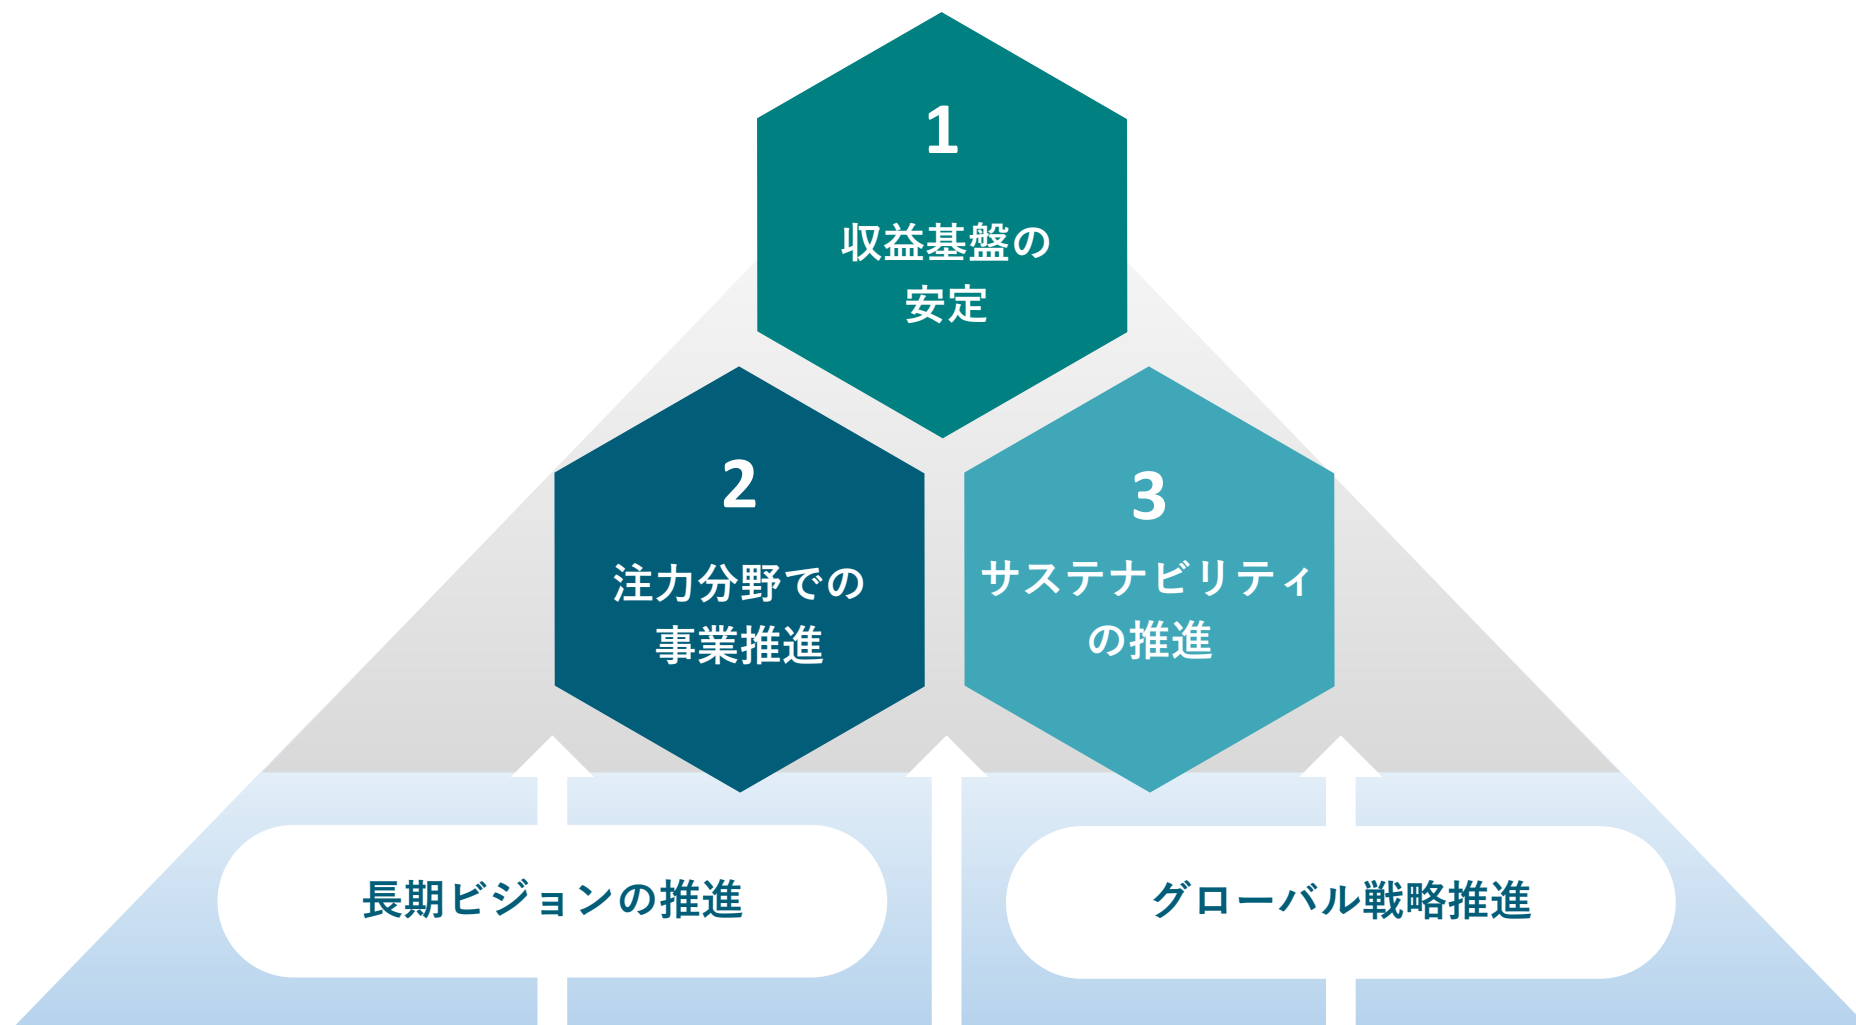 1
収益基盤の
安定
2
注力分野での
事業推進
3
サステナビリティ
の推進
長期ビジョンの推進
グローバル戦略推進